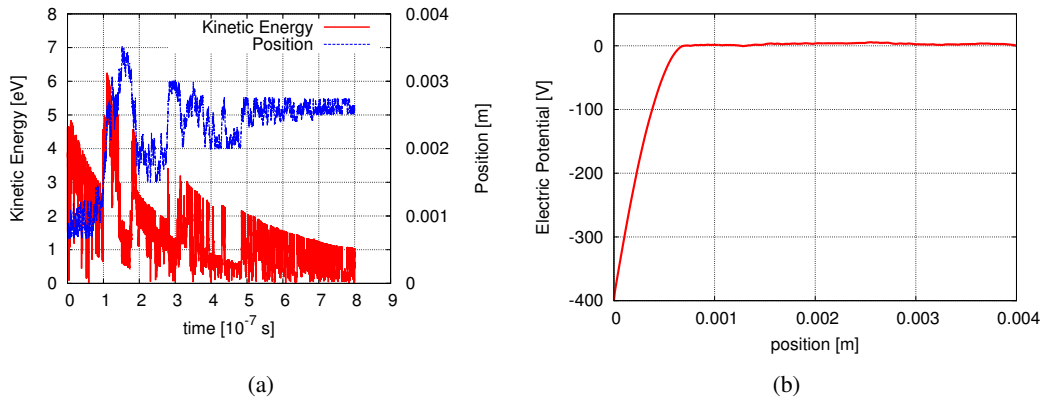 Kinetic Energy
Position
Kinetic Energy [eV]
8
7
6
5
4
3
2
1
0
0 1 2 3 4 5 6 7 8 9
time [10⁻⁷ s]
0.004
0.003
0.002
0.001
0
Position [m]
(a)
Electric Potential [V]
0
-100
-200
-300
-400
0 0.001 0.002 0.003 0.004
position [m]
(b)